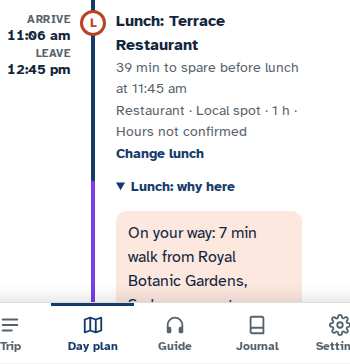 ARRIVE
11:06 am
LEAVE
12:45 pm
L
Lunch: Terrace
Restaurant
39 min to spare before lunch
at 11:45 am
Restaurant · Local spot · 1 h ·
Hours not confirmed
Change lunch
▼ Lunch: why here
On your way: 7 min
walk from Royal
Botanic Gardens,
Trip
Day plan
Guide
Journal
Settin